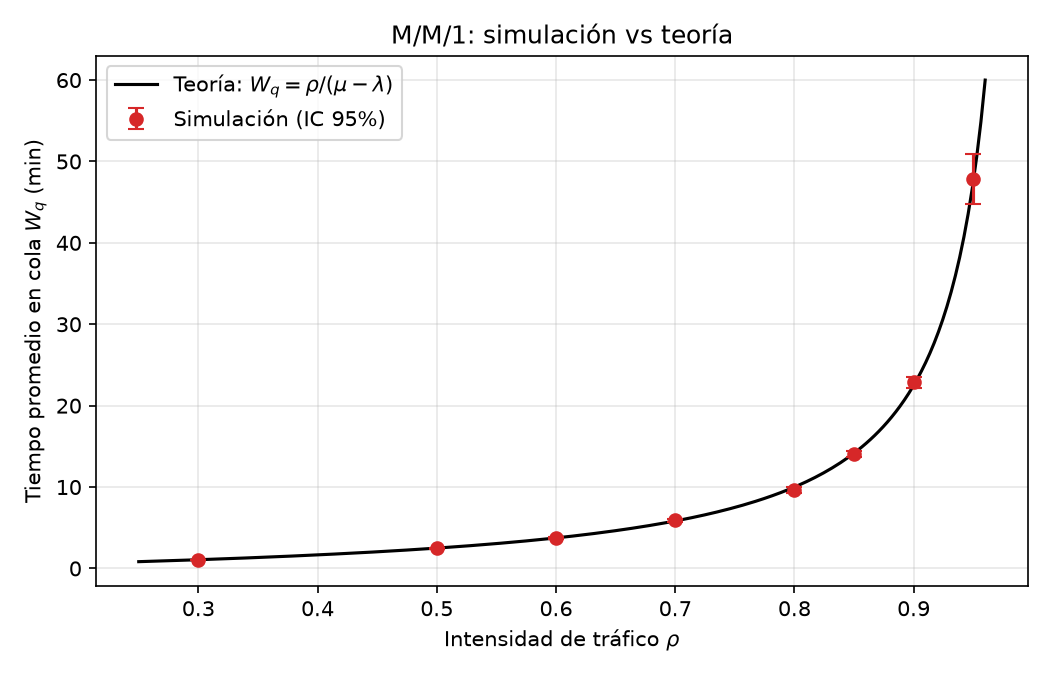 M/M/1: simulación vs teoría
Teoría: W_q = ρ/(μ − λ)
Simulación (IC 95%)
Tiempo promedio en cola W_q (min)
60
50
40
30
20
10
0
0.3 0.4 0.5 0.6 0.7 0.8 0.9
Intensidad de tráfico ρ